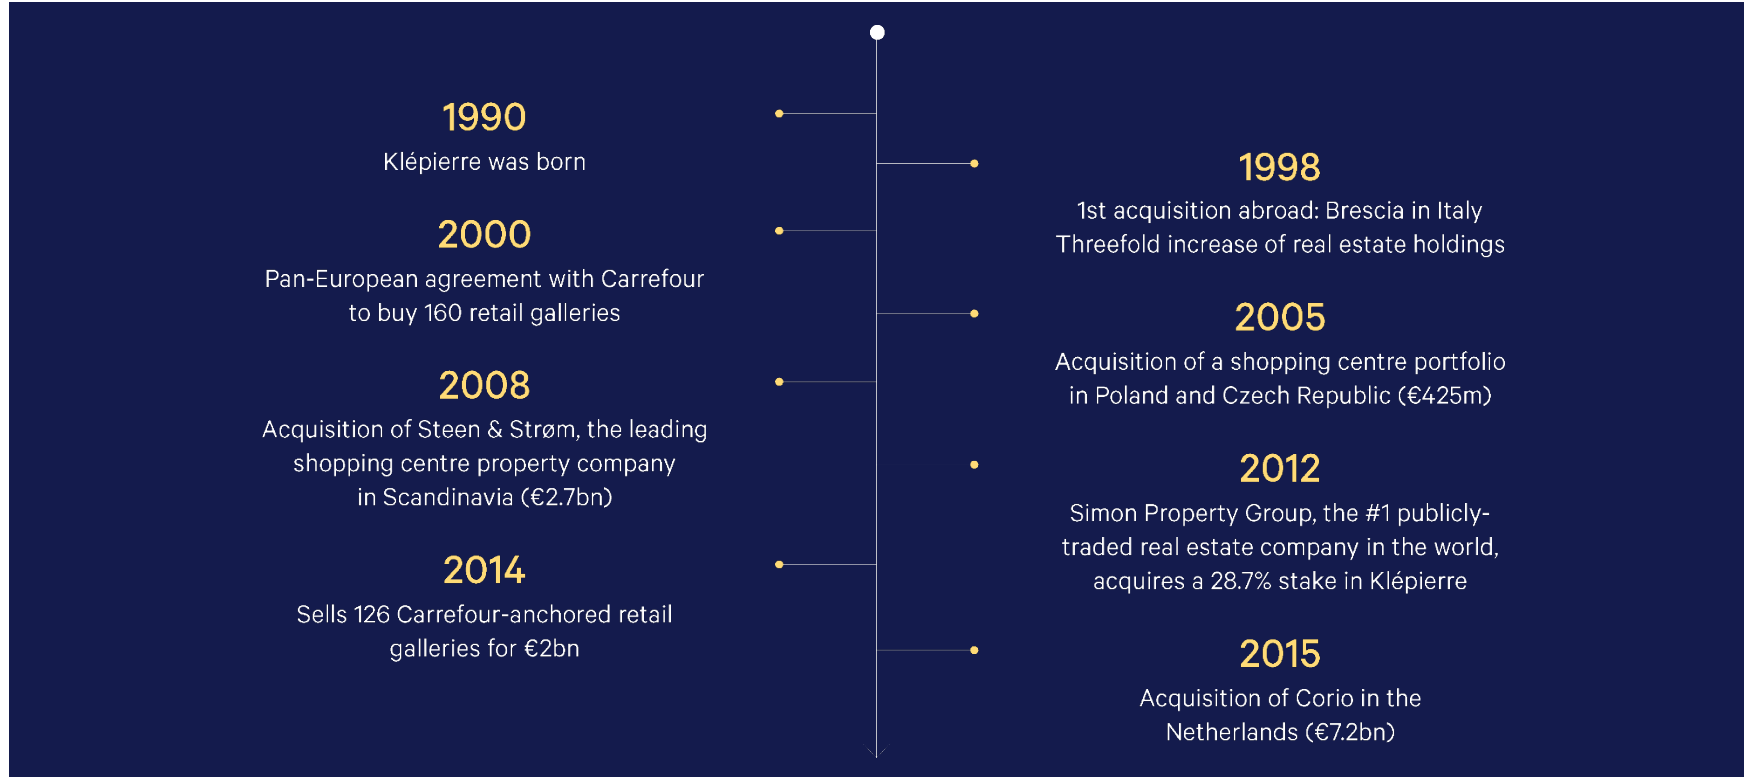 1990
Klépierre was born
1998
1st acquisition abroad: Brescia in Italy
Threefold increase of real estate holdings
2000
Pan-European agreement with Carrefour
to buy 160 retail galleries
2005
Acquisition of a shopping centre portfolio
in Poland and Czech Republic (€425m)
2008
Acquisition of Steen & Strøm, the leading
shopping centre property company
in Scandinavia (€2.7bn)
2012
Simon Property Group, the #1 publicly-
traded real estate company in the world,
acquires a 28.7% stake in Klépierre
2014
Sells 126 Carrefour-anchored retail
galleries for €2bn
2015
Acquisition of Corio in the
Netherlands (€7.2bn)